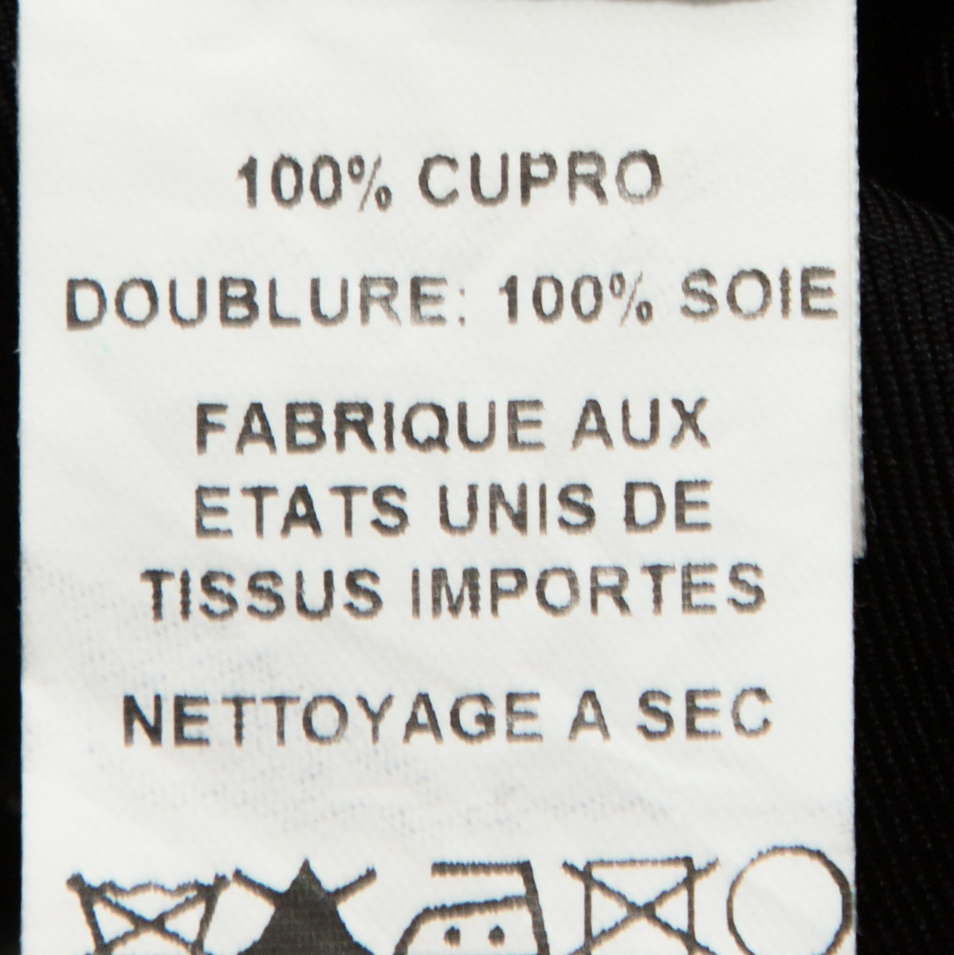 100% CUPRO
DOUBLURE: 100% SOIE
FABRIQUE AUX
ETATS UNIS DE
TISSUS IMPORTES
NETTOYAGE A SEC